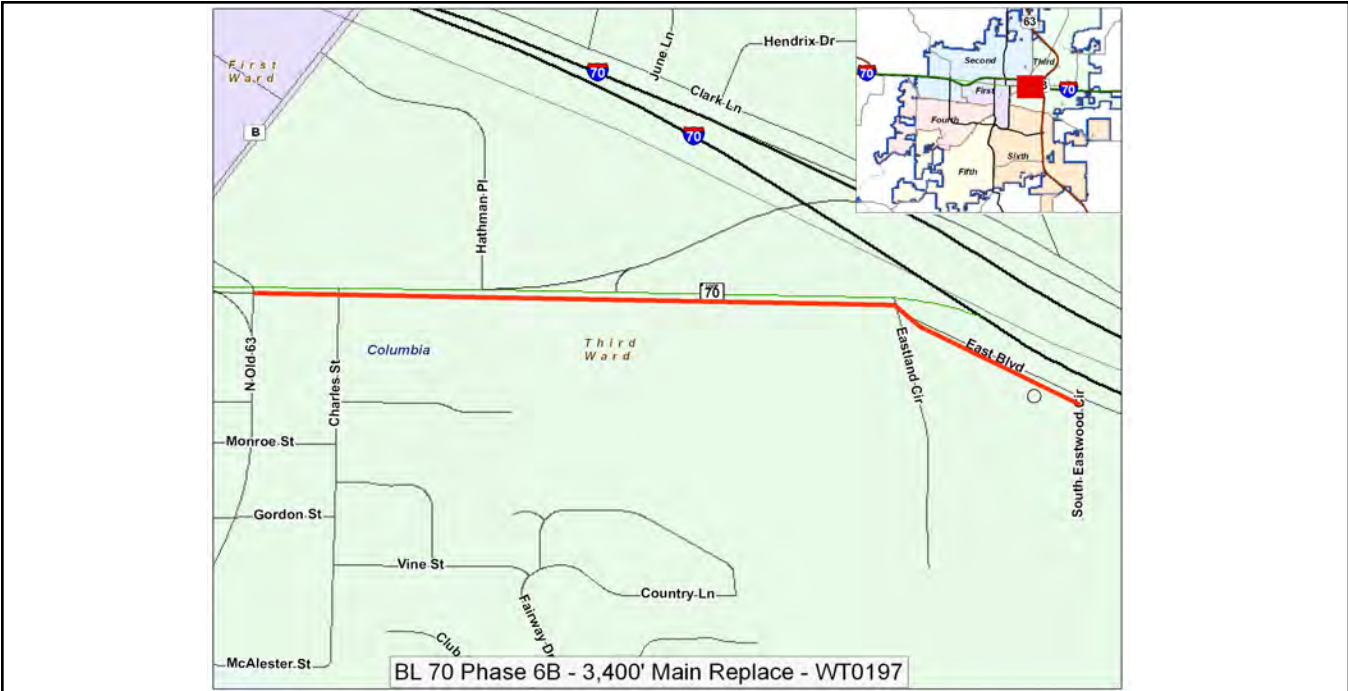 First
Ward
B
70
June Ln
Hendrix Dr
Clark Ln
70
Hathman Pl
63
Second
Third
70
First
70
Fourth
Sixth
Fifth
70
N Old 63
Charles St
Columbia
Third
Ward
Eastland Cir
East Blvd
South Eastwood Cir
Monroe St
Gordon St
Vine St
Country Ln
Fairway Dr
Club
McAlester St
BL 70 Phase 6B - 3,400' Main Replace - WT0197